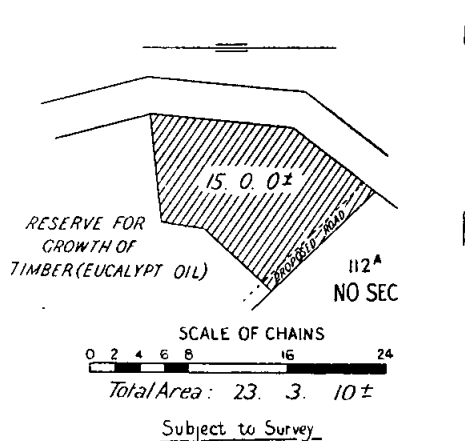 15. 0. 0±
RESERVE FOR
GROWTH OF
TIMBER (EUCALYPT OIL)
PROPOSED ROAD
112A
NO SEC
SCALE OF CHAINS
0 2 4 6 8 16 24
Total Area: 23. 3. 10±
Subject to Survey